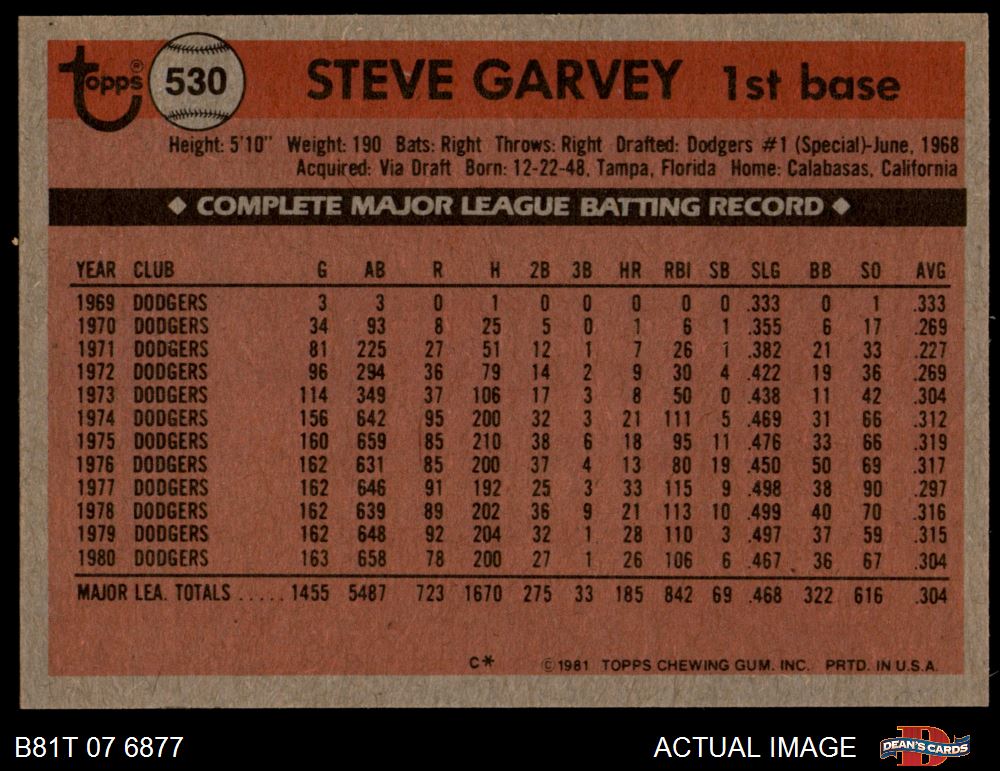 Topps® 530 STEVE GARVEY 1st base
Height: 5'10" Weight: 190 Bats: Right Throws: Right Drafted: Dodgers #1 (Special)-June, 1968
Acquired: Via Draft Born: 12-22-48, Tampa, Florida Home: Calabasas, California
◆ COMPLETE MAJOR LEAGUE BATTING RECORD ◆
YEAR CLUB G AB R H 2B 3B HR RBI SB SLG BB SO AVG
1969 DODGERS 3 3 0 1 0 0 0 0 0 .333 0 1 .333
1970 DODGERS 34 93 8 25 5 0 1 6 1 .355 6 17 .269
1971 DODGERS 81 225 27 51 12 1 7 26 1 .382 21 33 .227
1972 DODGERS 96 294 36 79 14 2 9 30 4 .422 19 36 .269
1973 DODGERS 114 349 37 106 17 3 8 50 0 .438 11 42 .304
1974 DODGERS 156 642 95 200 32 3 21 111 5 .469 31 66 .312
1975 DODGERS 160 659 85 210 38 6 18 95 11 .476 33 66 .319
1976 DODGERS 162 631 85 200 37 4 13 80 19 .450 50 69 .317
1977 DODGERS 162 646 91 192 25 3 33 115 9 .498 38 90 .297
1978 DODGERS 162 639 89 202 36 9 21 113 10 .499 40 70 .316
1979 DODGERS 162 648 92 204 32 1 28 110 3 .497 37 59 .315
1980 DODGERS 163 658 78 200 27 1 26 106 6 .467 36 67 .304
MAJOR LEA. TOTALS ..... 1455 5487 723 1670 275 33 185 842 69 .468 322 616 .304
C* ©1981 TOPPS CHEWING GUM. INC. PRTD. IN U.S.A.
B81T 07 6877 ACTUAL IMAGE DEAN'S CARDS